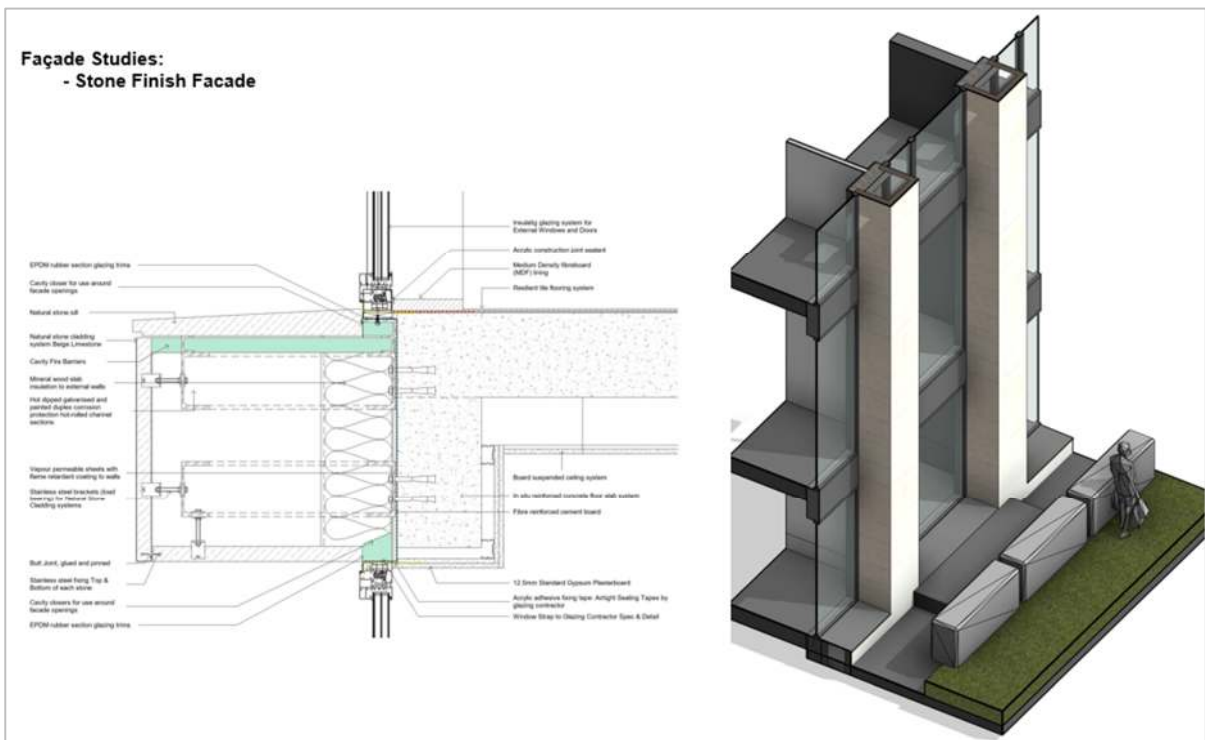 Façade Studies:
- Stone Finish Facade
EPDM rubber section glazing trims
Cavity closer for use around
facade openings
Natural stone sill
Natural stone cladding
system Beige Limestone
Cavity Fire Barriers
Mineral wood slab
insulation to external walls
Hot dipped galvanised and
painted duplex corrosion
protection hot-rolled channel
sections
Vapour permeable sheets with
flame retardant coating to walls
Stainless steel brackets (load
bearing) for Natural Stone
Cladding systems
Butt Joint, glued and pinned
Stainless steel fixing Top &
Bottom of each stone
Cavity closers for use around
facade openings
EPDM rubber section glazing trims
Insulatig glazing system for
External Windows and Doors
Acrylic construction joint sealant
Medium Density fibreboard
(MDF) lining
Resilient tile flooring system
Board suspended ceiling system
In situ reinforced concrete floor slab system
Fibre reinforced cement board
12.5mm Standard Gypsum Plasterboard
Acrylic adhesive fixing tape: Airtight Sealing Tapes by
glazing contractor
Window Strap to Glazing Contractor Spec & Detail